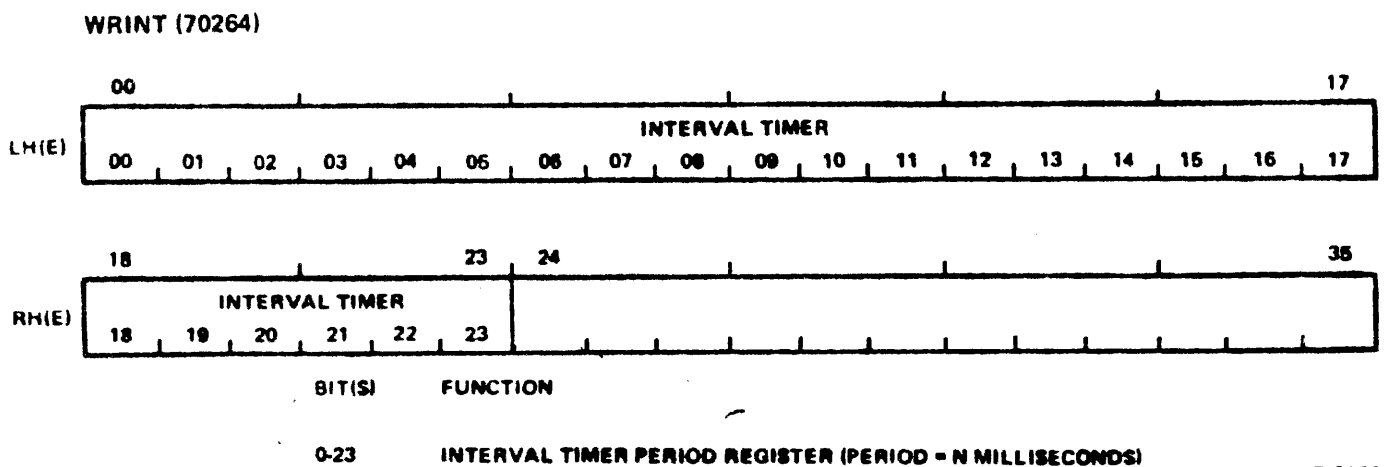 WRINT (70264)
00 17
INTERVAL TIMER
LH(E)
00 01 02 03 04 05 06 07 08 09 10 11 12 13 14 15 16 17
18 23 24 35
INTERVAL TIMER
RH(E)
18 19 20 21 22 23
BIT(S) FUNCTION
0-23 INTERVAL TIMER PERIOD REGISTER (PERIOD = N MILLISECONDS)